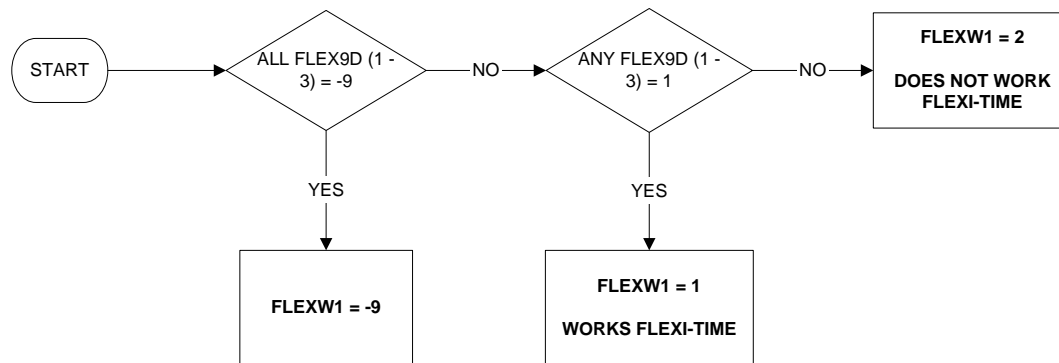 START
ALL FLEX9D (1 -
3) = -9
NO
ANY FLEX9D (1 -
3) = 1
NO
FLEXW1 = 2
DOES NOT WORK
FLEXI-TIME
YES
YES
FLEXW1 = -9
FLEXW1 = 1
WORKS FLEXI-TIME